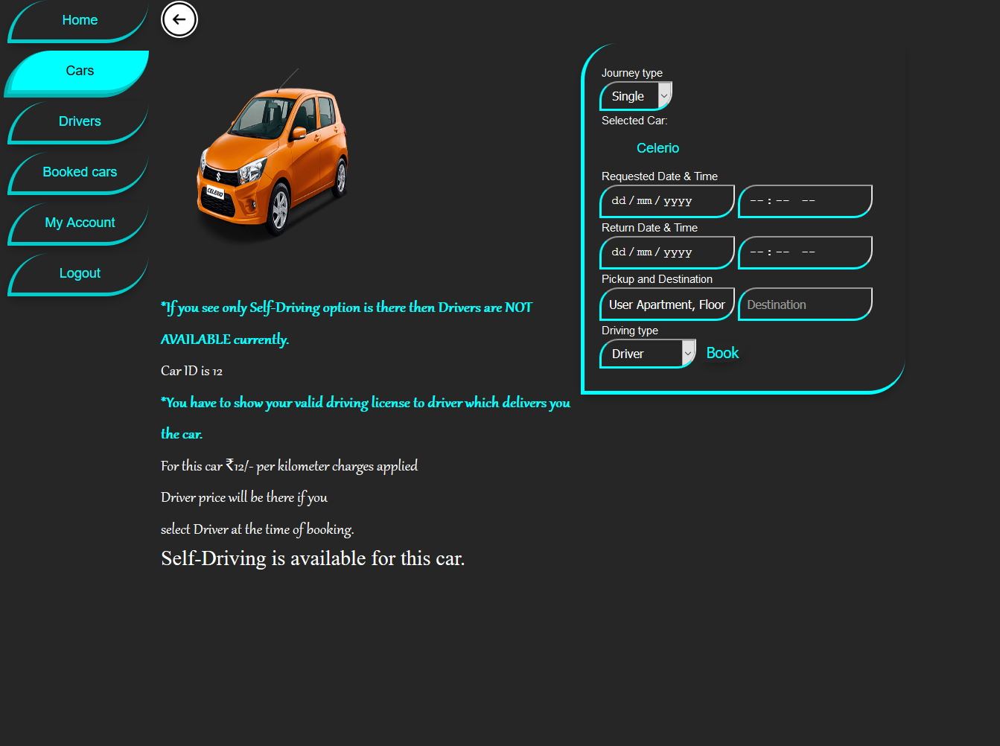 Home
Cars
Drivers
Booked cars
My Account
Logout
CELERIO
*If you see only Self-Driving option is there then Drivers are NOT
AVAILABLE currently.
Car ID is 12
*You have to show your valid driving license to driver which delivers you
the car.
For this car ₹12/- per kilometer charges applied
Driver price will be there if you
select Driver at the time of booking.
Self-Driving is available for this car.
Journey type
Single
Selected Car:
Celerio
Requested Date & Time
dd / mm / yyyy -- : -- --
Return Date & Time
dd / mm / yyyy -- : -- --
Pickup and Destination
User Apartment, Floor Destination
Driving type
Driver Book